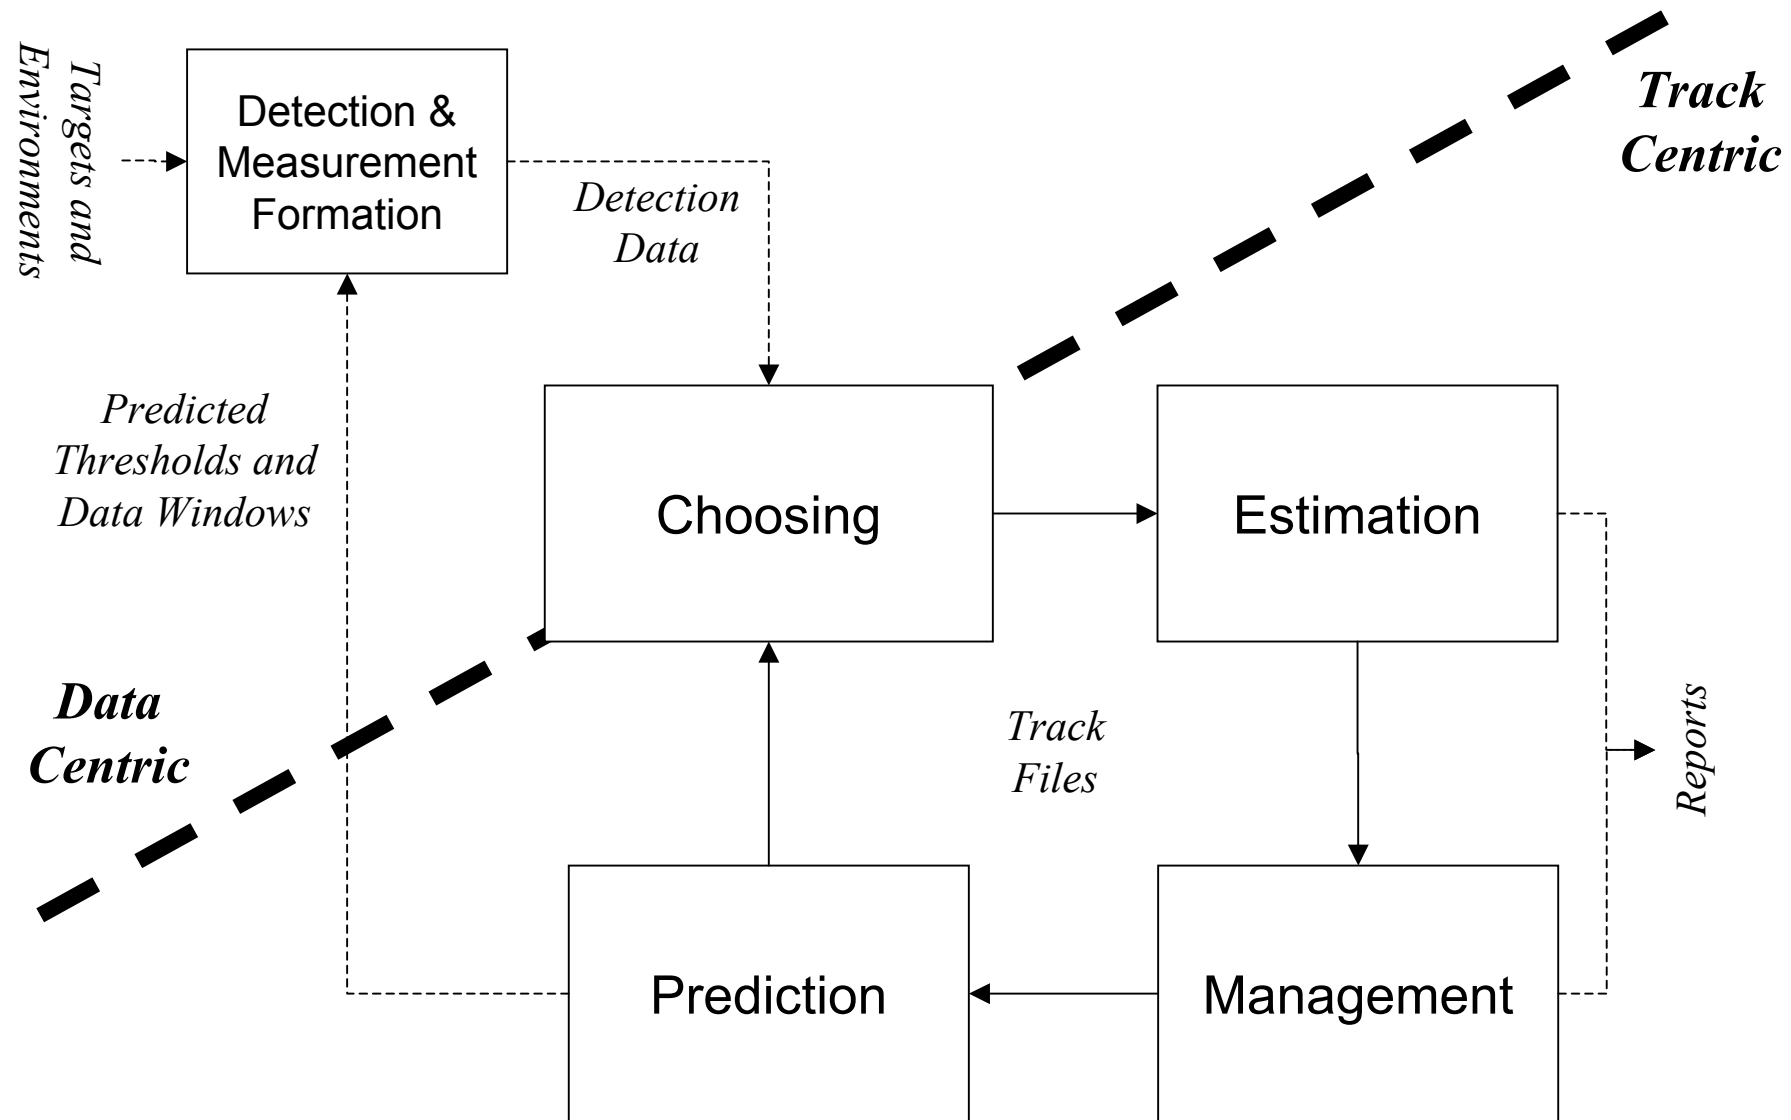 Targets and
Environments
Detection &
Measurement
Formation
Detection
Data
Track
Centric
Predicted
Thresholds and
Data Windows
Choosing
Estimation
Data
Centric
Track
Files
Reports
Prediction
Management